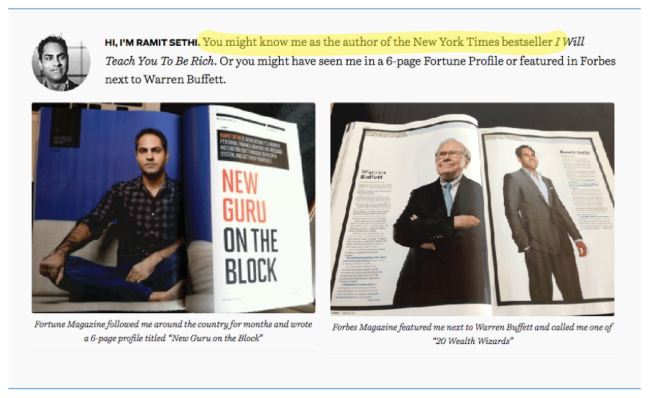 HI, I'M RAMIT SETHI. You might know me as the author of the New York Times bestseller I Will
Teach You To Be Rich. Or you might have seen me in a 6-page Fortune Profile or featured in Forbes
next to Warren Buffett.
NEW
GURU
ON THE
BLOCK
Warren
Buffett
Ramit Sethi
Fortune Magazine followed me around the country for months and wrote
a 6-page profile titled “New Guru on the Block”
Forbes Magazine featured me next to Warren Buffett and called me one of
“20 Wealth Wizards”